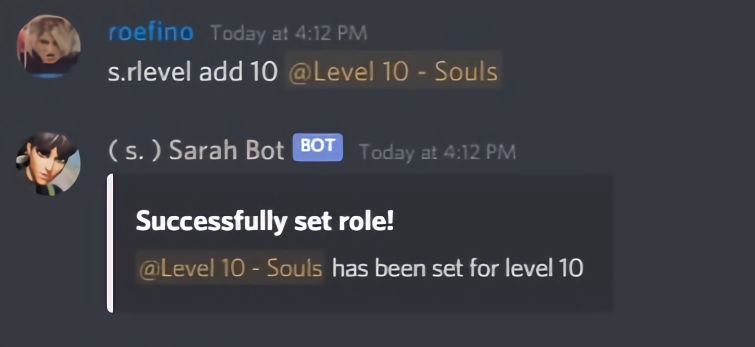 roefino Today at 4:12 PM
s.rlevel add 10 @Level 10 - Souls
( s. ) Sarah Bot BOT Today at 4:12 PM
Successfully set role!
@Level 10 - Souls has been set for level 10